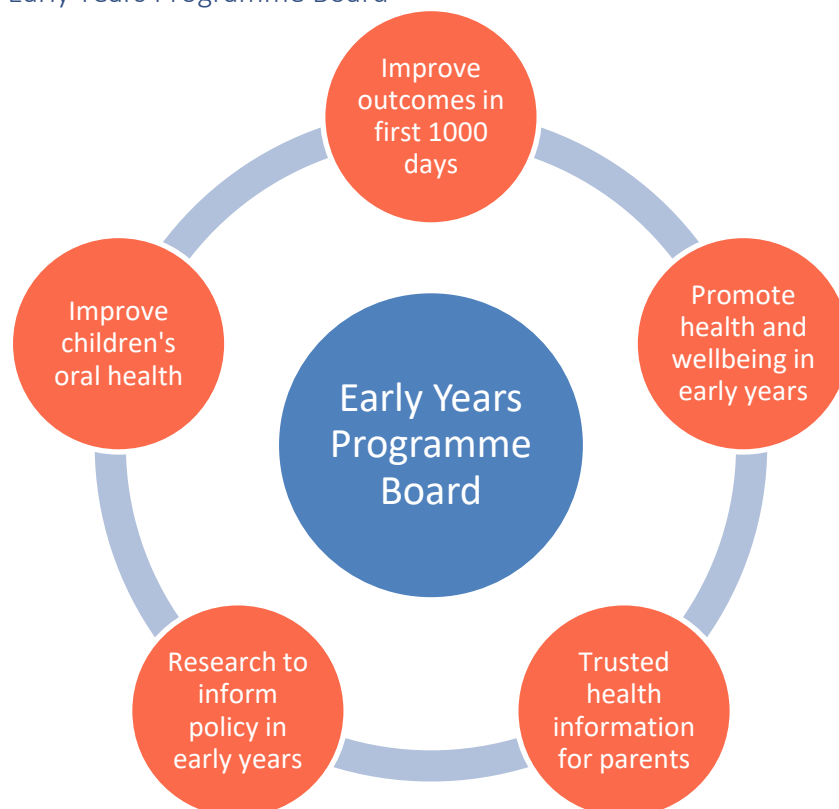 Early Years Programme Board
Improve
outcomes in
first 1000
days
Promote
health and
wellbeing in
early years
Trusted
health
information
for parents
Research to
inform
policy in
early years
Improve
children's
oral health
Early Years
Programme
Board